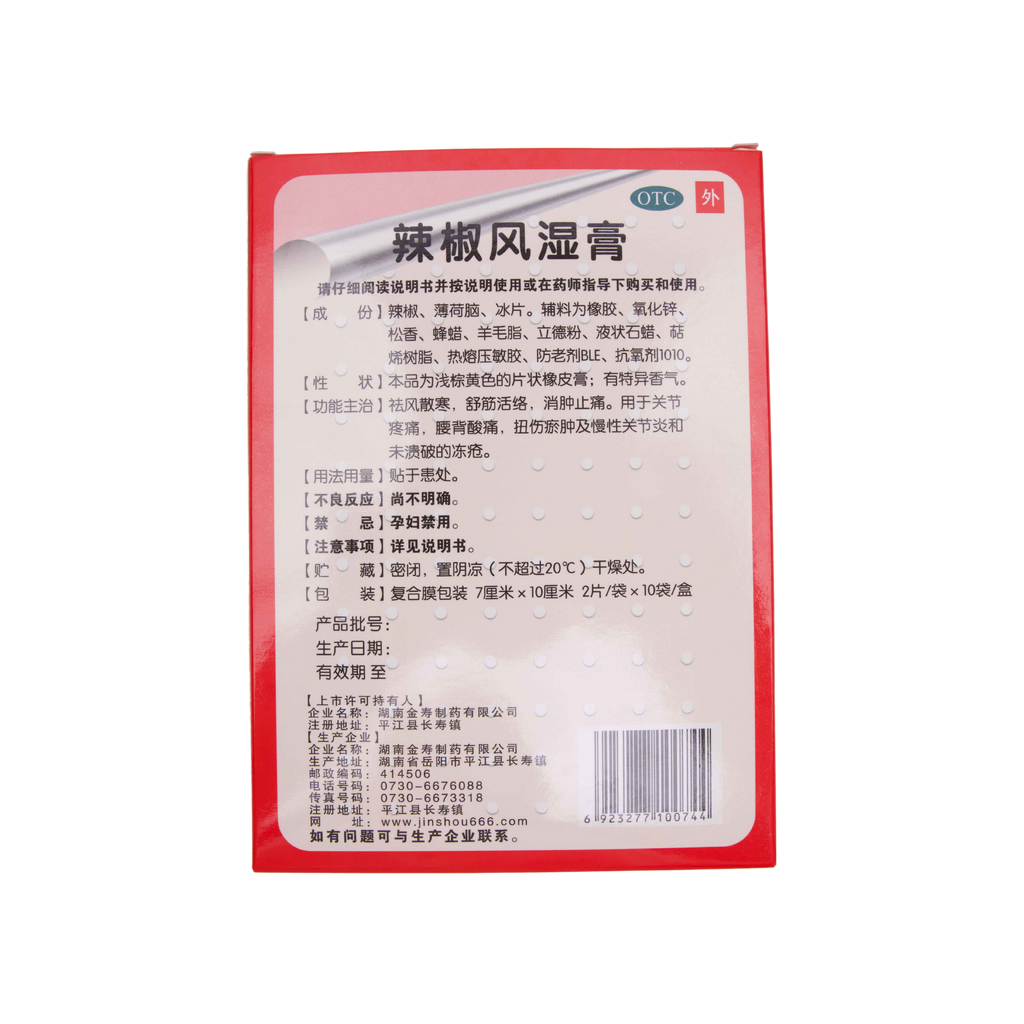 OTC 外
辣椒风湿膏
请仔细阅读说明书并按说明使用或在药师指导下购买和使用。
【成 份】辣椒、薄荷脑、冰片。辅料为橡胶、氧化锌、
松香、蜂蜡、羊毛脂、立德粉、液状石蜡、萜
烯树脂、热熔压敏胶、防老剂BLE、抗氧剂1010。
【性 状】本品为浅棕黄色的片状橡皮膏；有特异香气。
【功能主治】祛风散寒，舒筋活络，消肿止痛。用于关节
疼痛，腰背酸痛，扭伤瘀肿及慢性关节炎和
未溃破的冻疮。
【用法用量】贴于患处。
【不良反应】尚不明确。
【禁 忌】孕妇禁用。
【注意事项】详见说明书。
【贮 藏】密闭，置阴凉（不超过20℃）干燥处。
【包 装】复合膜包装 7厘米×10厘米 2片/袋×10袋/盒
产品批号：
生产日期：
有效期 至
【上市许可持有人】
企业名称：湖南金寿制药有限公司
注册地址：平江县长寿镇
【生产企业】
企业名称：湖南金寿制药有限公司
生产地址：湖南省岳阳市平江县长寿镇
邮政编码：414506
电话号码：0730-6676088
传真号码：0730-6673318
注册地址：平江县长寿镇
网 址：www.jinshou666.com
如有问题可与生产企业联系。
6 923277 100744